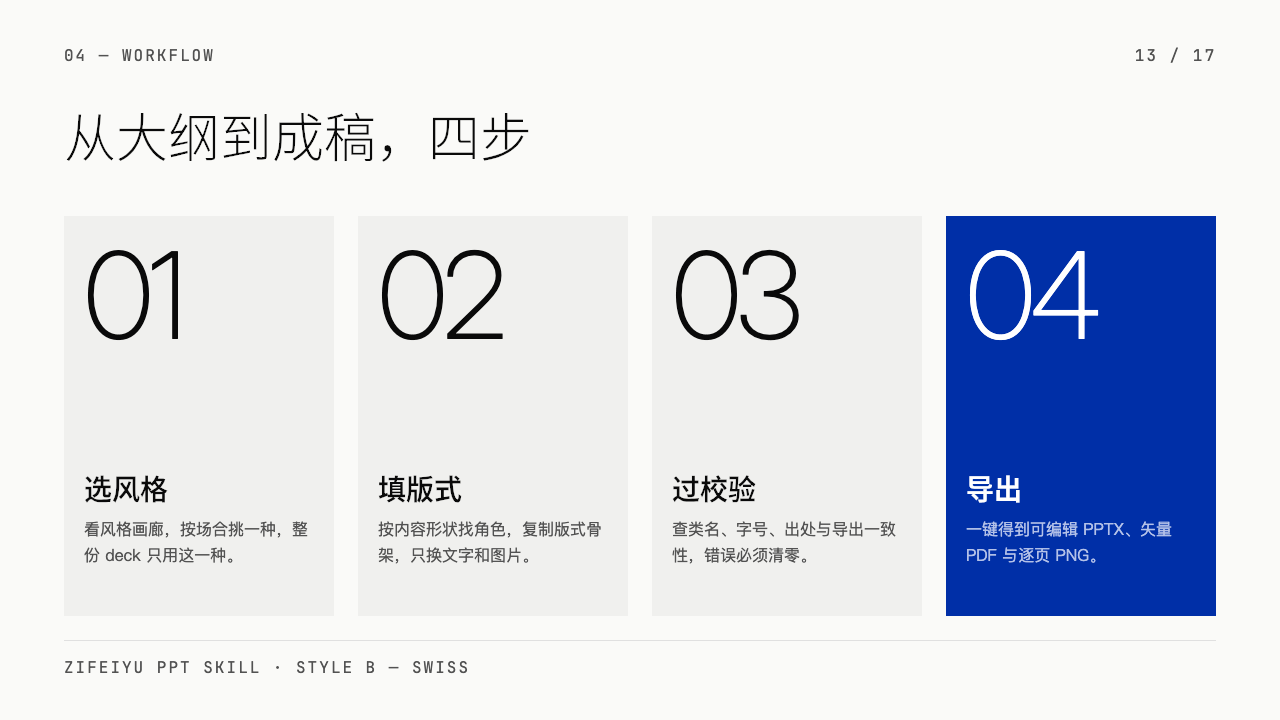 04 — WORKFLOW
13 / 17
从大纲到成稿，四步
01
选风格
看风格画廊，按场合挑一种，整
份 deck 只用这一种。
02
填版式
按内容形状找角色，复制版式骨
架，只换文字和图片。
03
过校验
查类名、字号、出处与导出一致
性，错误必须清零。
04
导出
一键得到可编辑 PPTX、矢量
PDF 与逐页 PNG。
ZIFEIYU PPT SKILL · STYLE B — SWISS